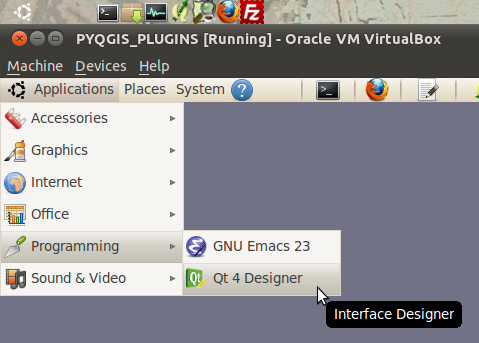 PYQGIS_PLUGINS [Running] - Oracle VM VirtualBox
Machine Devices Help
Applications Places System
Accessories
Graphics
Internet
Office
Programming
Sound & Video
GNU Emacs 23
Qt 4 Designer
Interface Designer